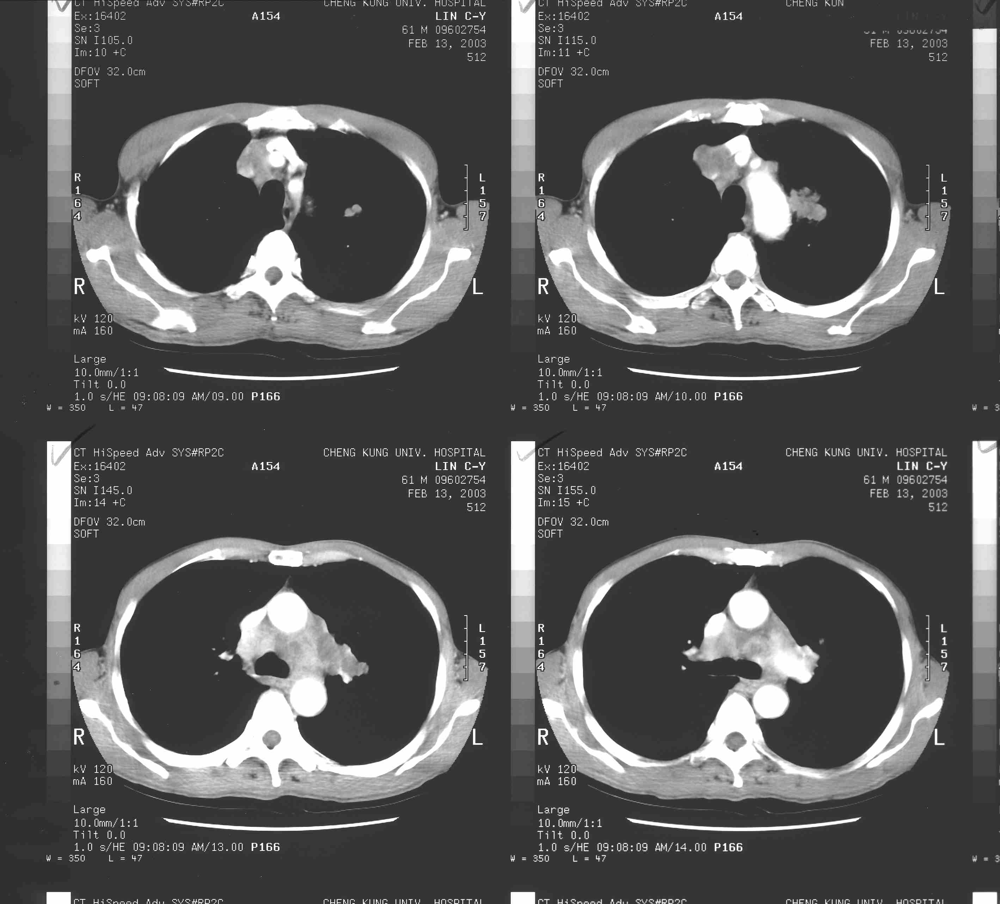 CT HiSpeed Adv SYS#RP2C
Ex:16402
Se:3
SN I105.0
Im:10 +C
DFOV 32.0cm
SOFT
A154
CHENG KUNG UNIV. HOSPITAL
LIN C-Y
61 M 09602754
FEB 13, 2003
512
R
1
6
4
L
1
5
7
R
L
kV 120
mA 160
Large
10.0mm/1:1
Tilt 0.0
1.0 s/HE 09:08:09 AM/09.00 P166
W = 350 L = 47
CT HiSpeed Adv SYS#RP2C
Ex:16402
Se:3
SN I115.0
Im:11 +C
DFOV 32.0cm
SOFT
A154
CHENG KUN
61 M 09602754
FEB 13, 2003
512
R
1
6
4
L
1
5
7
R
L
kV 120
mA 160
Large
10.0mm/1:1
Tilt 0.0
1.0 s/HE 09:08:09 AM/10.00 P166
W = 350 L = 47
W = 3
CT HiSpeed Adv SYS#RP2C
Ex:16402
Se:3
SN I145.0
Im:14 +C
DFOV 32.0cm
SOFT
A154
CHENG KUNG UNIV. HOSPITAL
LIN C-Y
61 M 09602754
FEB 13, 2003
512
R
1
6
4
L
1
5
7
R
L
kV 120
mA 160
Large
10.0mm/1:1
Tilt 0.0
1.0 s/HE 09:08:09 AM/13.00 P166
W = 350 L = 47
CT HiSpeed Adv SYS#RP2C
Ex:16402
Se:3
SN I155.0
Im:15 +C
DFOV 32.0cm
SOFT
A154
CHENG KUNG UNIV. HOSPITAL
LIN C-Y
61 M 09602754
FEB 13, 2003
512
R
1
6
4
L
1
5
7
R
L
kV 120
mA 160
Large
10.0mm/1:1
Tilt 0.0
1.0 s/HE 09:08:09 AM/14.00 P166
W = 350 L = 47
W = 3
CT HiSpeed Adv SYS#RP2C
CHENG KUNG UNIV. HOSPITAL
CT HiSpeed Adv SYS#RP2C
CHENG KUNG UNIV. HOSPITAL